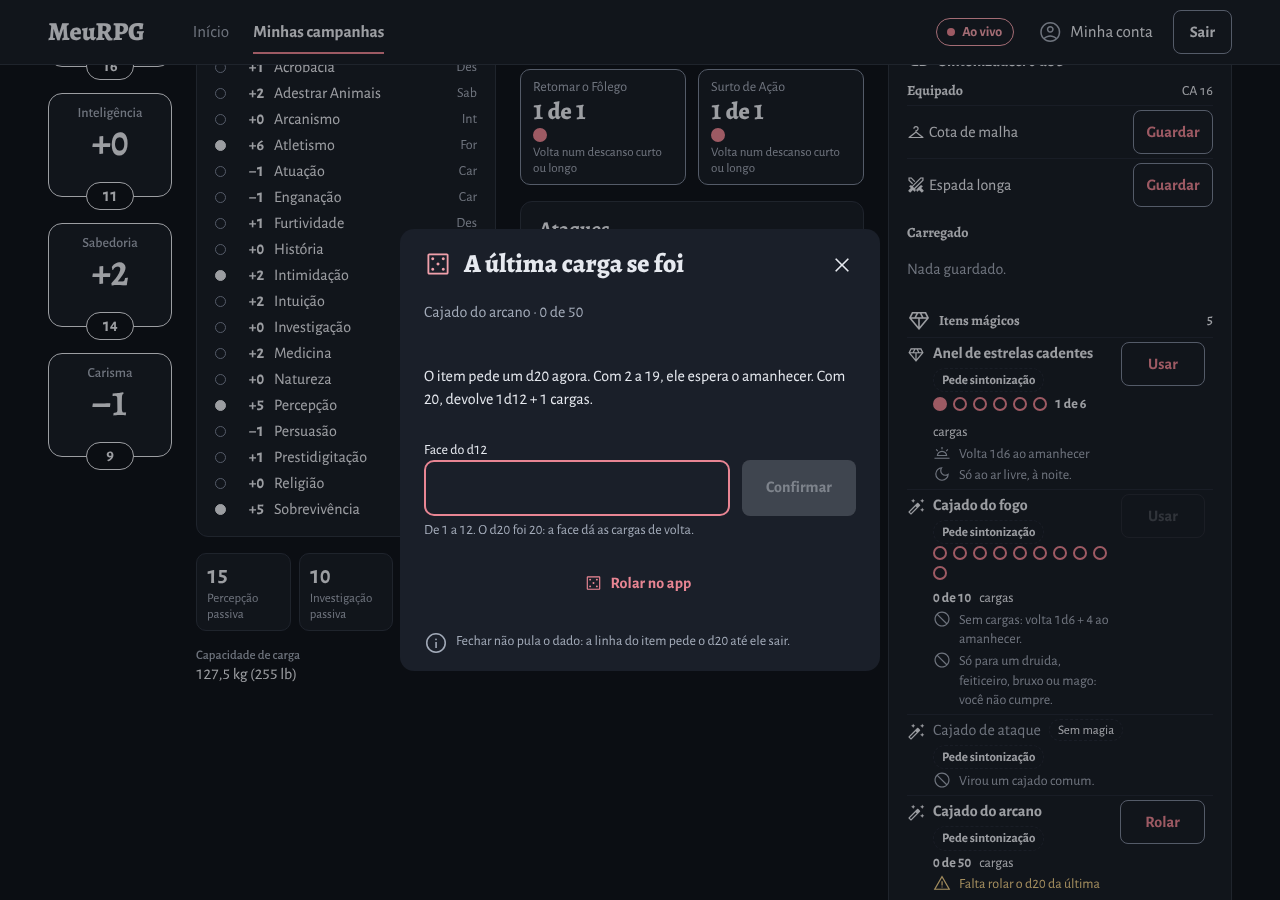 MeuRPG
Início
Minhas campanhas
Ao vivo
Minha conta
Sair
16
Inteligência
+0
11
Sabedoria
+2
14
Carisma
−1
9
+1 Acrobacia Des
+2 Adestrar Animais Sab
+0 Arcanismo Int
+6 Atletismo For
−1 Atuação Car
−1 Enganação Car
+1 Furtividade Des
+0 História
+2 Intimidação
+2 Intuição
+0 Investigação
+2 Medicina
+0 Natureza
+5 Percepção
−1 Persuasão
+1 Prestidigitação
+0 Religião
+5 Sobrevivência
15
Percepção
passiva
10
Investigação
passiva
Capacidade de carga
127,5 kg (255 lb)
Retomar o Fôlego
1 de 1
Volta num descanso curto
ou longo
Surto de Ação
1 de 1
Volta num descanso curto
ou longo
Ataques
A última carga se foi
Cajado do arcano · 0 de 50
O item pede um d20 agora. Com 2 a 19, ele espera o amanhecer. Com
20, devolve 1d12 + 1 cargas.
Face do d12
Confirmar
De 1 a 12. O d20 foi 20: a face dá as cargas de volta.
Rolar no app
Fechar não pula o dado: a linha do item pede o d20 até ele sair.
Equipado CA 16
Cota de malha Guardar
Espada longa Guardar
Carregado
Nada guardado.
Itens mágicos 5
Anel de estrelas cadentes Usar
Pede sintonização
1 de 6
cargas
Volta 1d6 ao amanhecer
Só ao ar livre, à noite.
Cajado do fogo Usar
Pede sintonização
0 de 10 cargas
Sem cargas: volta 1d6 + 4 ao
amanhecer.
Só para um druida,
feiticeiro, bruxo ou mago:
você não cumpre.
Cajado de ataque Sem magia
Pede sintonização
Virou um cajado comum.
Cajado do arcano Rolar
Pede sintonização
0 de 50 cargas
Falta rolar o d20 da última